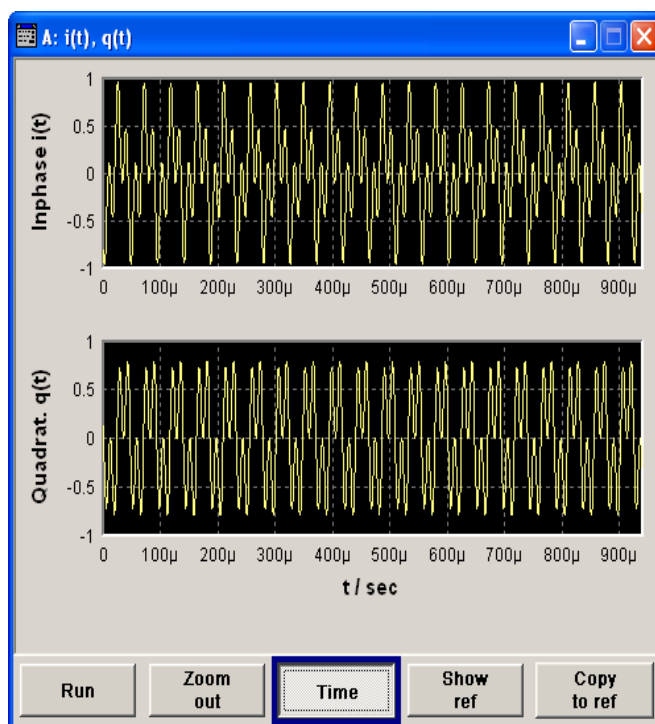 A: i(t), q(t)
Inphase i(t)
1
0.5
0
-0.5
-1
0 100µ 200µ 300µ 400µ 500µ 600µ 700µ 800µ 900µ
Quadrat. q(t)
1
0.5
0
-0.5
-1
0 100µ 200µ 300µ 400µ 500µ 600µ 700µ 800µ 900µ
t / sec
Run
Zoom
out
Time
Show
ref
Copy
to ref